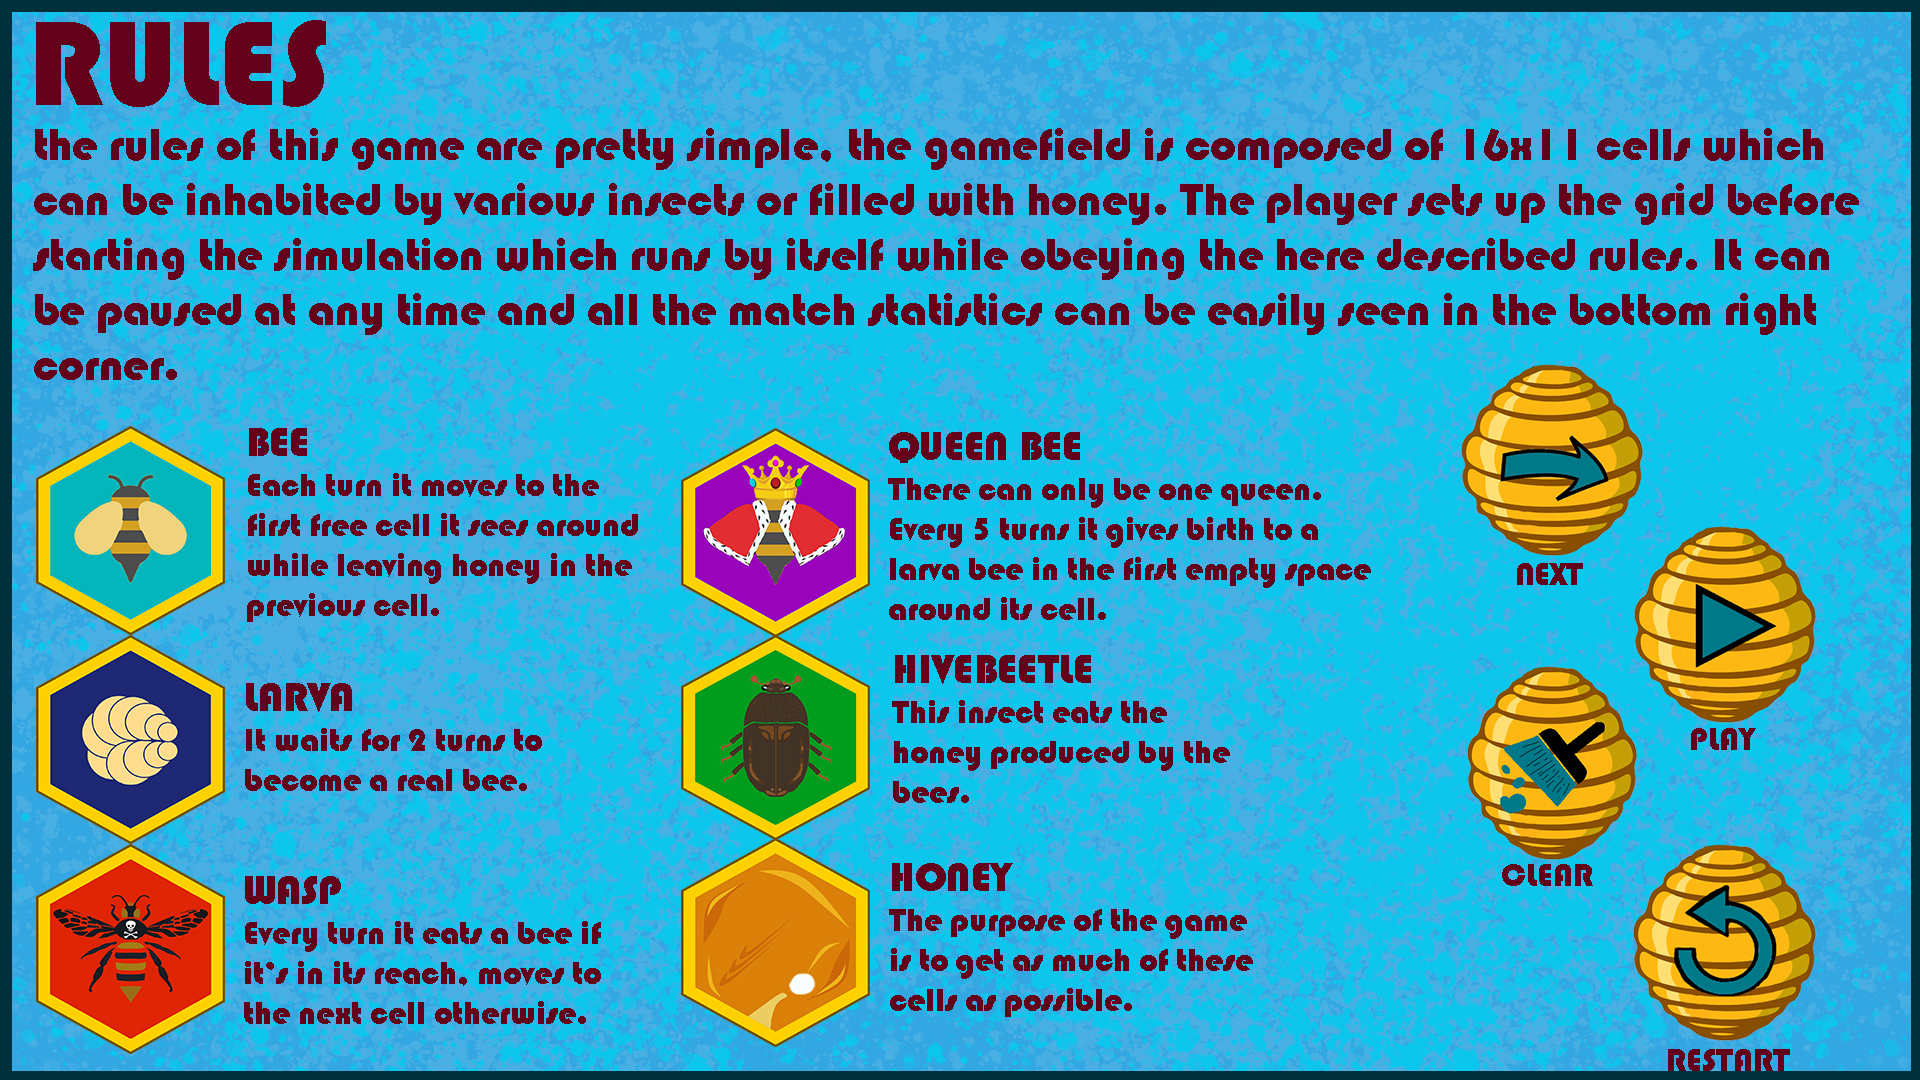 RULES
the rules of this game are pretty simple, the gamefield is composed of 16x11 cells which
can be inhabited by various insects or filled with honey. The player sets up the grid before
starting the simulation which runs by itself while obeying the here described rules. It can
be paused at any time and all the match statistics can be easily seen in the bottom right
corner.
BEE
Each turn it moves to the
first free cell it sees around
while leaving honey in the
previous cell.
LARVA
It waits for 2 turns to
become a real bee.
WASP
Every turn it eats a bee if
it's in its reach, moves to
the next cell otherwise.
QUEEN BEE
There can only be one queen.
Every 5 turns it gives birth to a
larva bee in the first empty space
around its cell.
HIVEBEETLE
This insect eats the
honey produced by the
bees.
HONEY
The purpose of the game
is to get as much of these
cells as possible.
NEXT
PLAY
CLEAR
RESTART